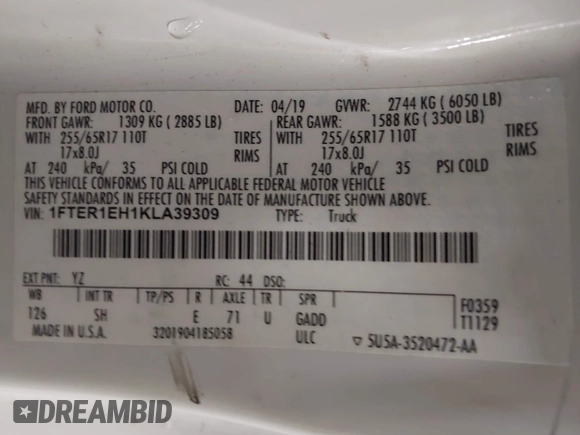 MFD. BY FORD MOTOR CO. DATE: 04/19 GVWR: 2744 KG ( 6050 LB)
FRONT GAWR: 1309 KG ( 2885 LB) REAR GAWR: 1588 KG ( 3500 LB)
WITH 255/65R17 110T TIRES WITH 255/65R17 110T TIRES
17x8.0J RIMS 17x8.0J RIMS
AT 240 kPa/ 35 PSI COLD AT 240 kPa/ 35 PSI COLD
THIS VEHICLE CONFORMS TO ALL APPLICABLE FEDERAL MOTOR VEHICLE
SAFETY STANDARDS IN EFFECT ON THE DATE OF MANUFACTURE SHOWN ABOVE.
VIN: 1FTER1EH1KLA39309 TYPE: Truck
EXT PNT: YZ RC: 44 DSO:
WB INT TR TP/PS R AXLE TR SPR
126 SH E 71 U GADD
F0359
T1129
MADE IN U.S.A. 3201904185058 ULC ▽ 5U5A-3520472-AA
DREAMBID